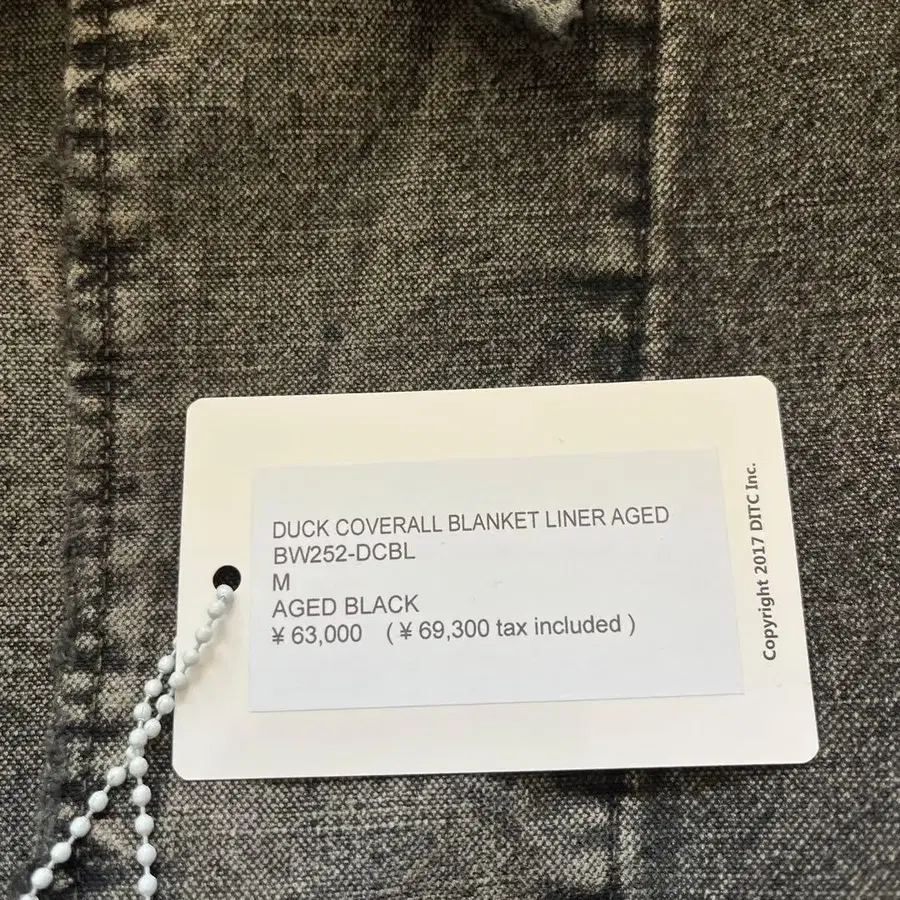 DUCK COVERALL BLANKET LINER AGED
BW252-DCBL
M
AGED BLACK
¥ 63,000 ( ¥ 69,300 tax included )
Copyright 2017 DITC Inc.